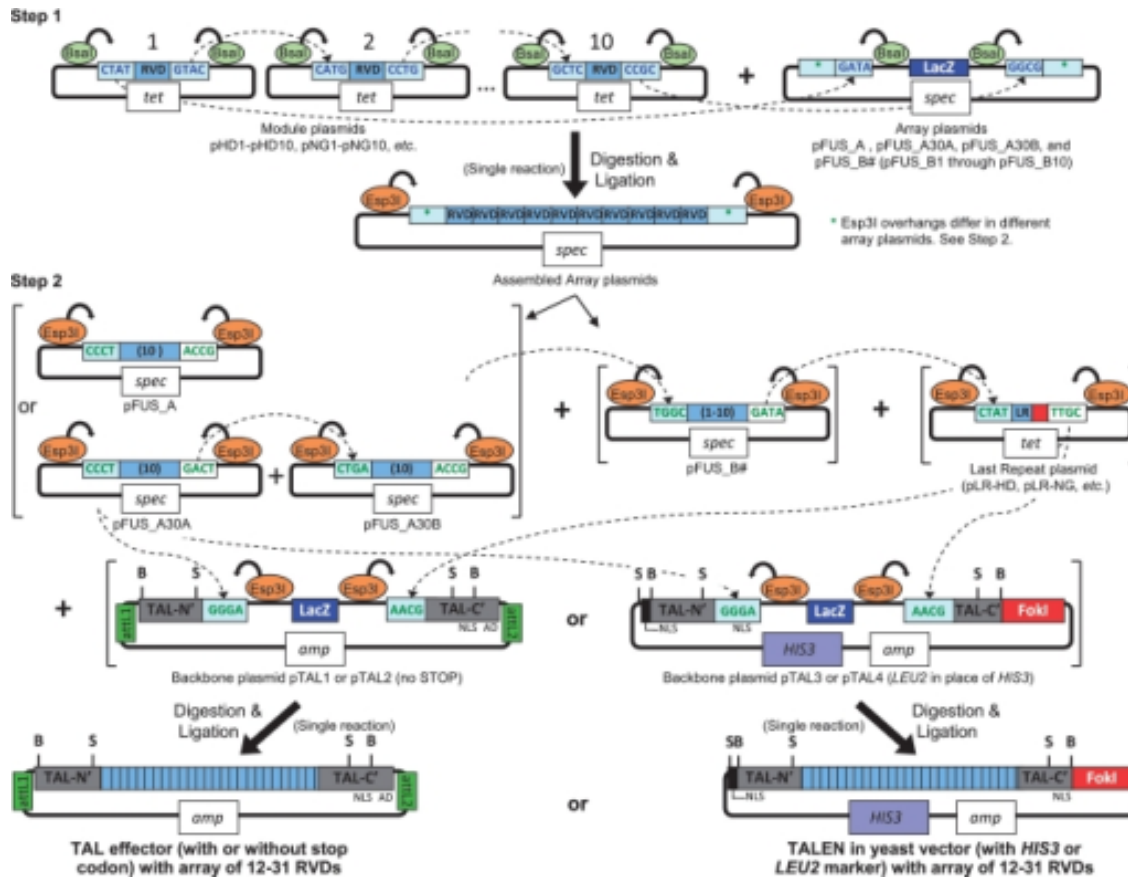 Step 1
1 2 10
BsaI BsaI BsaI BsaI BsaI BsaI BsaI BsaI
CTAT RVD GTAC CATG RVD CCTG GCTC RVD CCGC + * GATA LacZ GGCG *
tet tet ... tet spec
Module plasmids
pHD1-pHD10, pNG1-pNG10, etc.
Array plasmids
pFUS_A , pFUS_A30A, pFUS_A30B, and
pFUS_B# (pFUS_B1 through pFUS_B10)
(Single reaction)
Digestion &
Ligation
Esp3I Esp3I
* RVD RVD RVD RVD RVD RVD RVD RVD RVD RVD *
spec
* Esp3I overhangs differ in different
array plasmids. See Step 2.
Assembled Array plasmids
Step 2
Esp3I Esp3I
CCCT (10) ACCG
spec
pFUS_A
or
Esp3I Esp3I Esp3I Esp3I
CCCT (10) GACT + CTGA (10) ACCG
spec spec
pFUS_A30A pFUS_A30B
+ Esp3I Esp3I + Esp3I Esp3I
TGGC (1-10) GATA CTAT LR TTGC
spec tet
pFUS_B#
Last Repeat plasmid
(pLR-HD, pLR-NG, etc.)
B S Esp3I Esp3I S B
+ attL1 TAL-N' GGGA LacZ AACG TAL-C' attL2
NLS AD
amp
Backbone plasmid pTAL1 or pTAL2 (no STOP)
or
S B S Esp3I Esp3I S B
TAL-N' GGGA LacZ AACG TAL-C' FokI
NLS NLS
HIS3 amp
Backbone plasmid pTAL3 or pTAL4 (LEU2 in place of HIS3)
Digestion &
Ligation
(Single reaction)
(Single reaction)
Digestion &
Ligation
B S S B
attL1 TAL-N' TAL-C' attL2
NLS AD
amp
TAL effector (with or without stop
codon) with array of 12-31 RVDs
or
S B S S B
TAL-N' TAL-C' FokI
NLS NLS
HIS3 amp
TALEN in yeast vector (with HIS3 or
LEU2 marker) with array of 12-31 RVDs